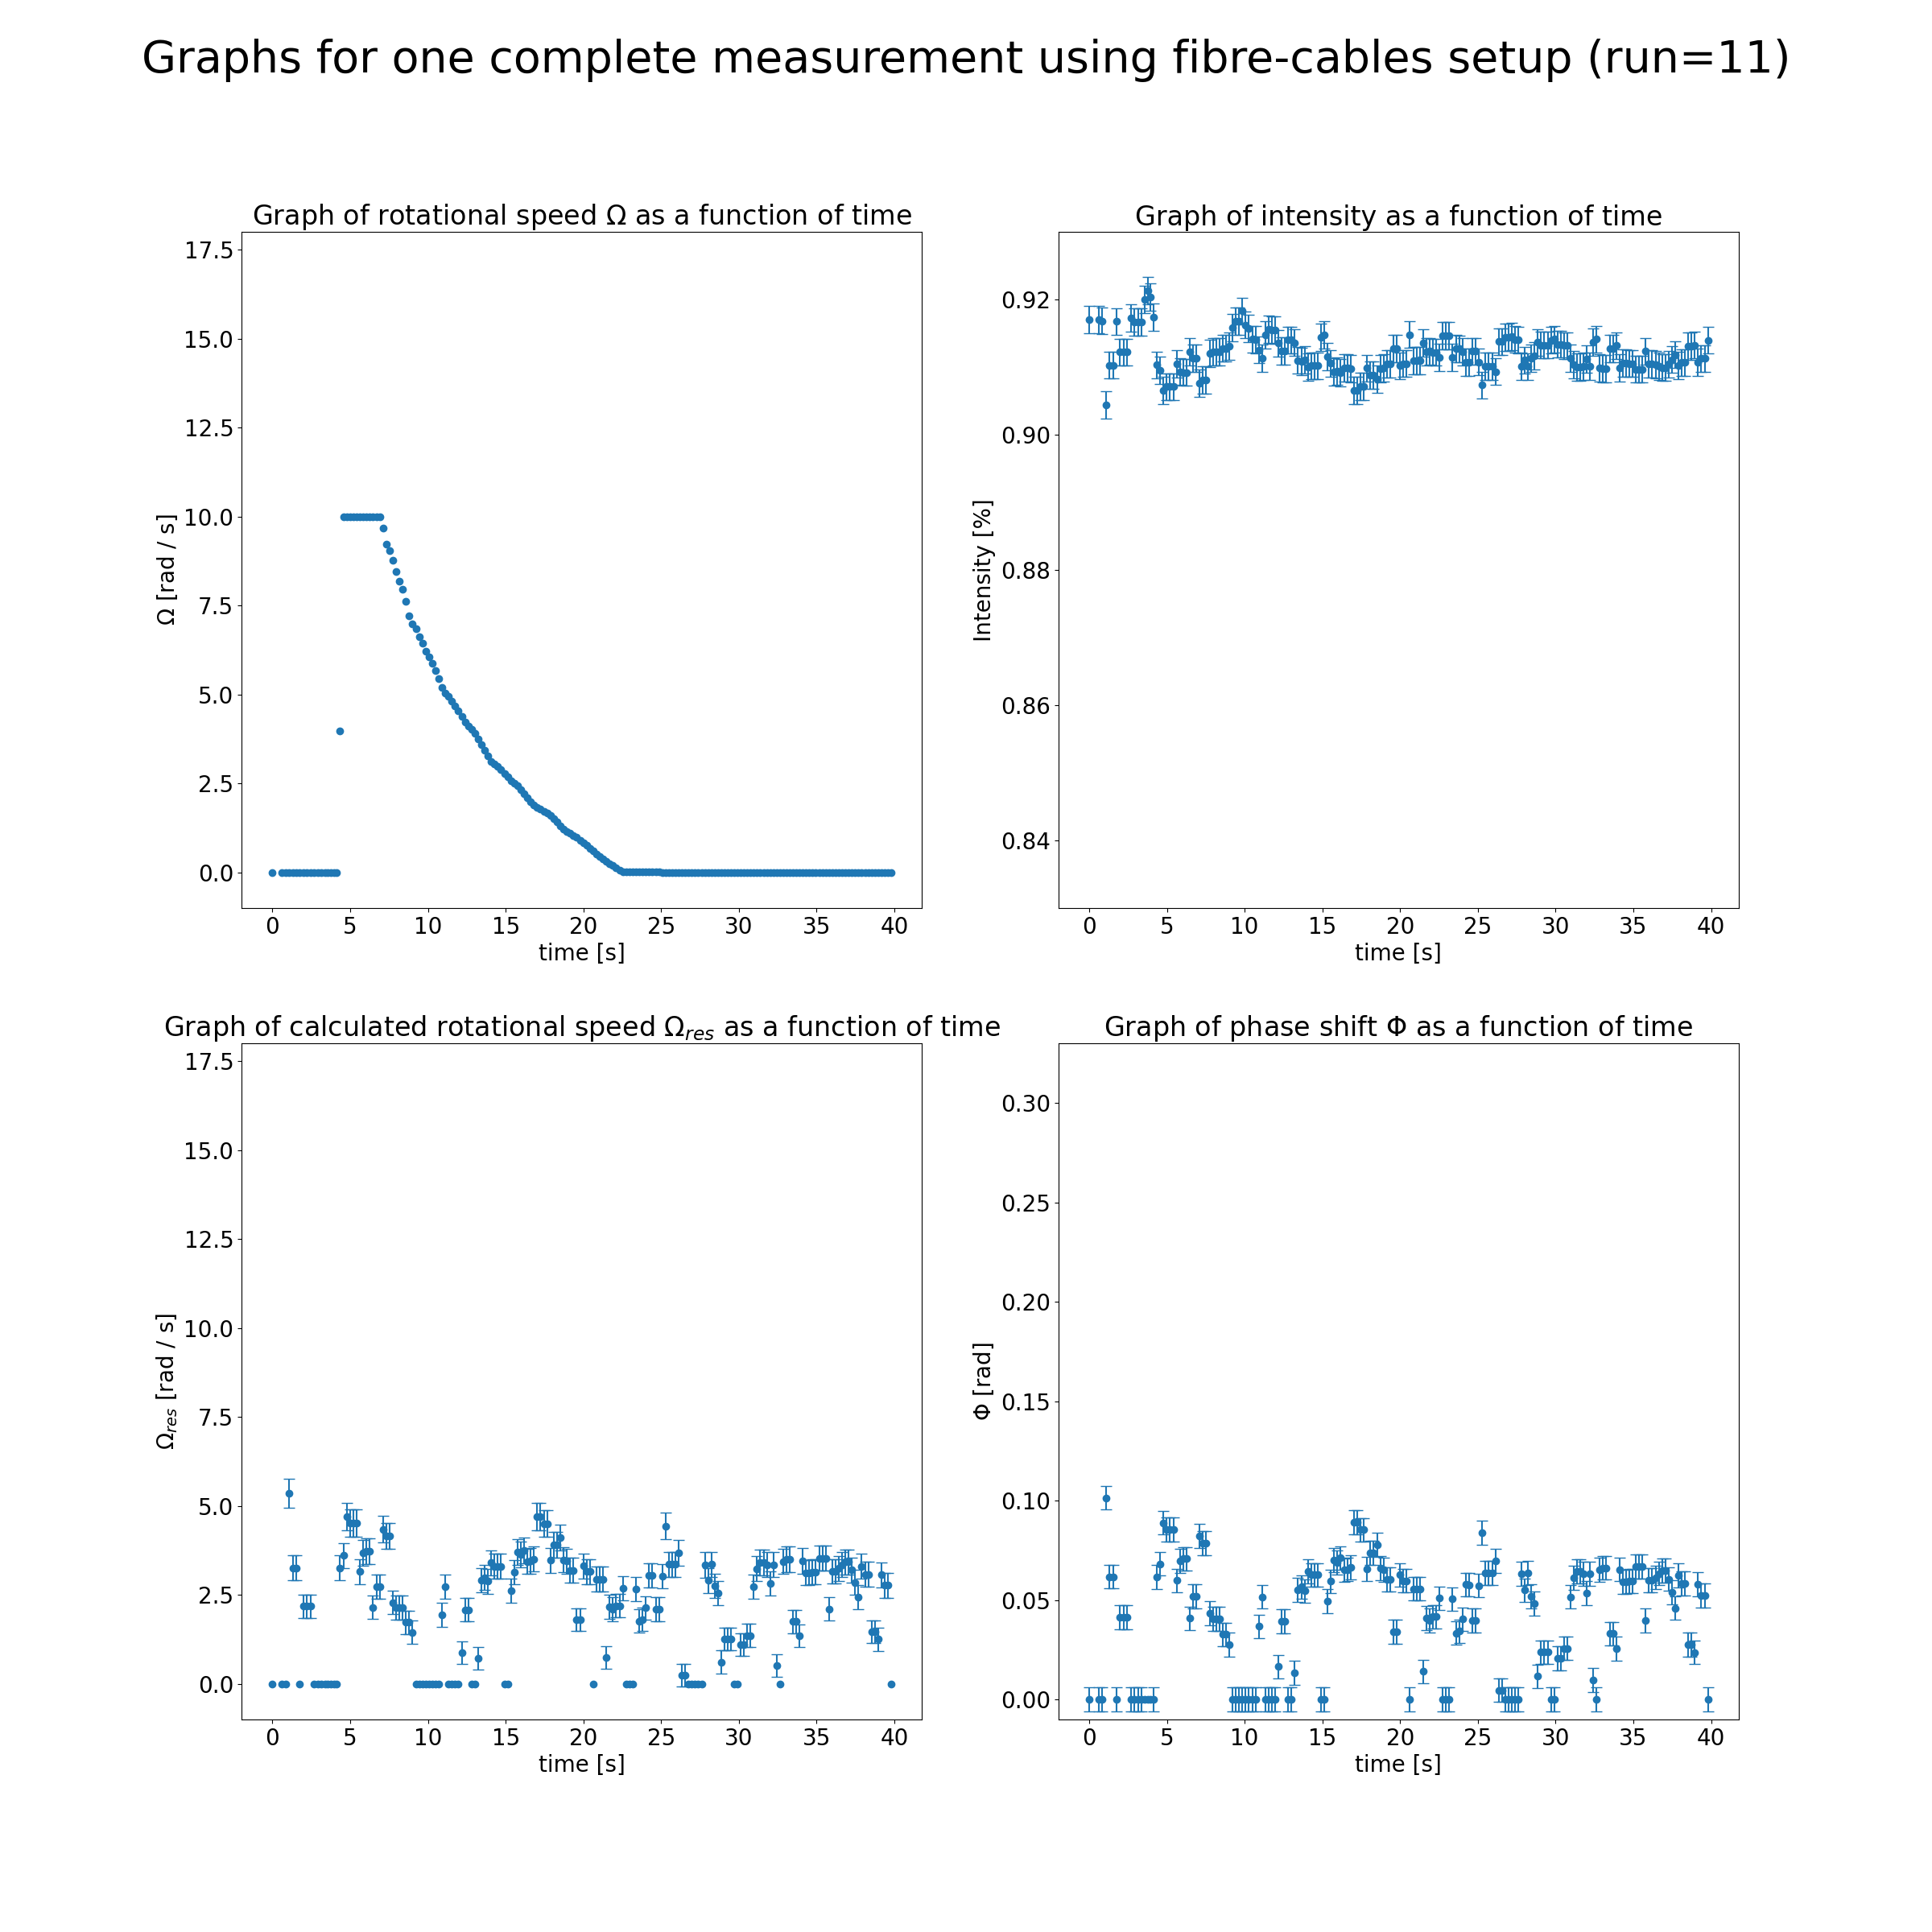 Graphs for one complete measurement using fibre-cables setup (run=11)
Graph of rotational speed Ω as a function of time
17.5
15.0
12.5
10.0
7.5
5.0
2.5
0.0
Ω [rad / s]
0 5 10 15 20 25 30 35 40
time [s]
Graph of intensity as a function of time
0.92
0.90
0.88
0.86
0.84
Intensity [%]
0 5 10 15 20 25 30 35 40
time [s]
Graph of calculated rotational speed Ω_res as a function of time
17.5
15.0
12.5
10.0
7.5
5.0
2.5
0.0
Ω_res [rad / s]
0 5 10 15 20 25 30 35 40
time [s]
Graph of phase shift Φ as a function of time
0.30
0.25
0.20
0.15
0.10
0.05
0.00
Φ [rad]
0 5 10 15 20 25 30 35 40
time [s]